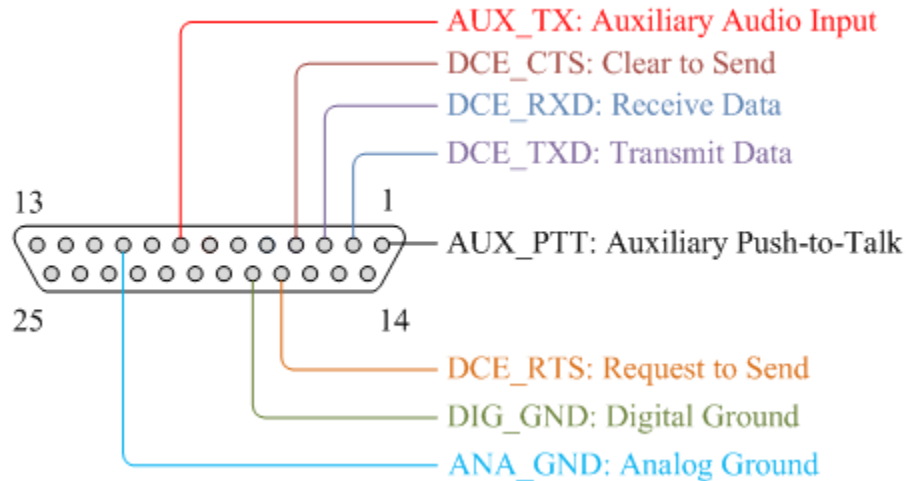 AUX_TX: Auxiliary Audio Input
DCE_CTS: Clear to Send
DCE_RXD: Receive Data
DCE_TXD: Transmit Data
13 1
AUX_PTT: Auxiliary Push-to-Talk
25 14
DCE_RTS: Request to Send
DIG_GND: Digital Ground
ANA_GND: Analog Ground